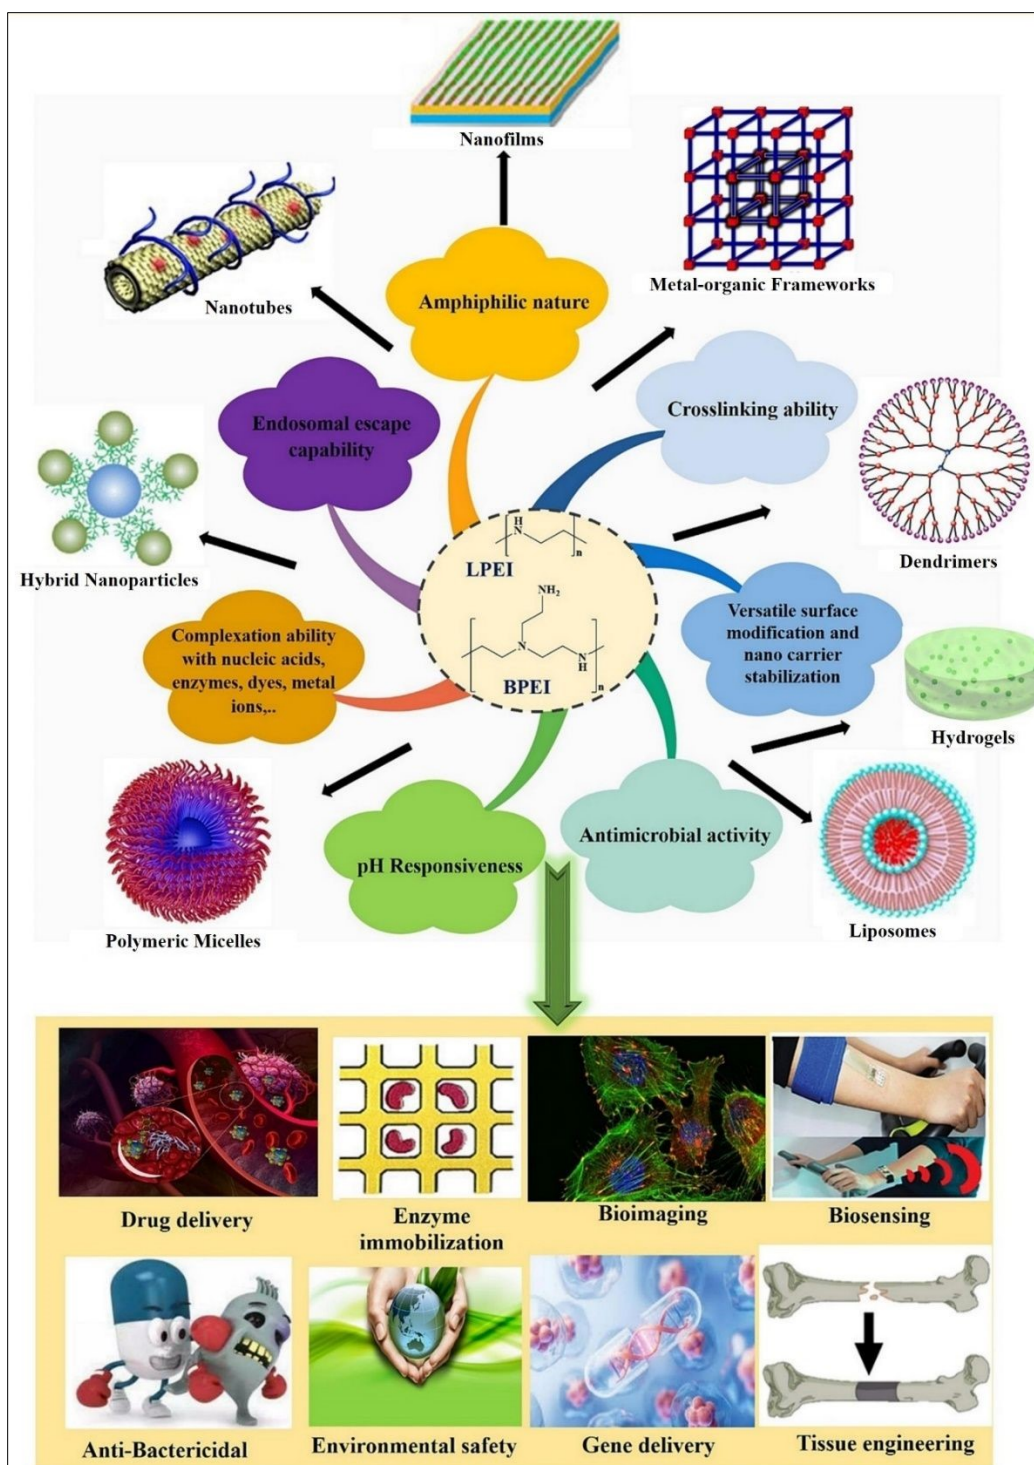 Nanofilms
Metal-organic Frameworks
Nanotubes
Amphiphilic nature
Crosslinking ability
Endosomal escape
capability
Dendrimers
Hybrid Nanoparticles
H
N
n
LPEI
NH2
N
N
H
n
BPEI
Versatile surface
modification and
nano carrier
stabilization
Complexation ability
with nucleic acids,
enzymes, dyes, metal
ions,..
Hydrogels
pH Responsiveness
Antimicrobial activity
Polymeric Micelles
Liposomes
Drug delivery
Enzyme
immobilization
Bioimaging
Biosensing
Anti-Bactericidal
Environmental safety
Gene delivery
Tissue engineering